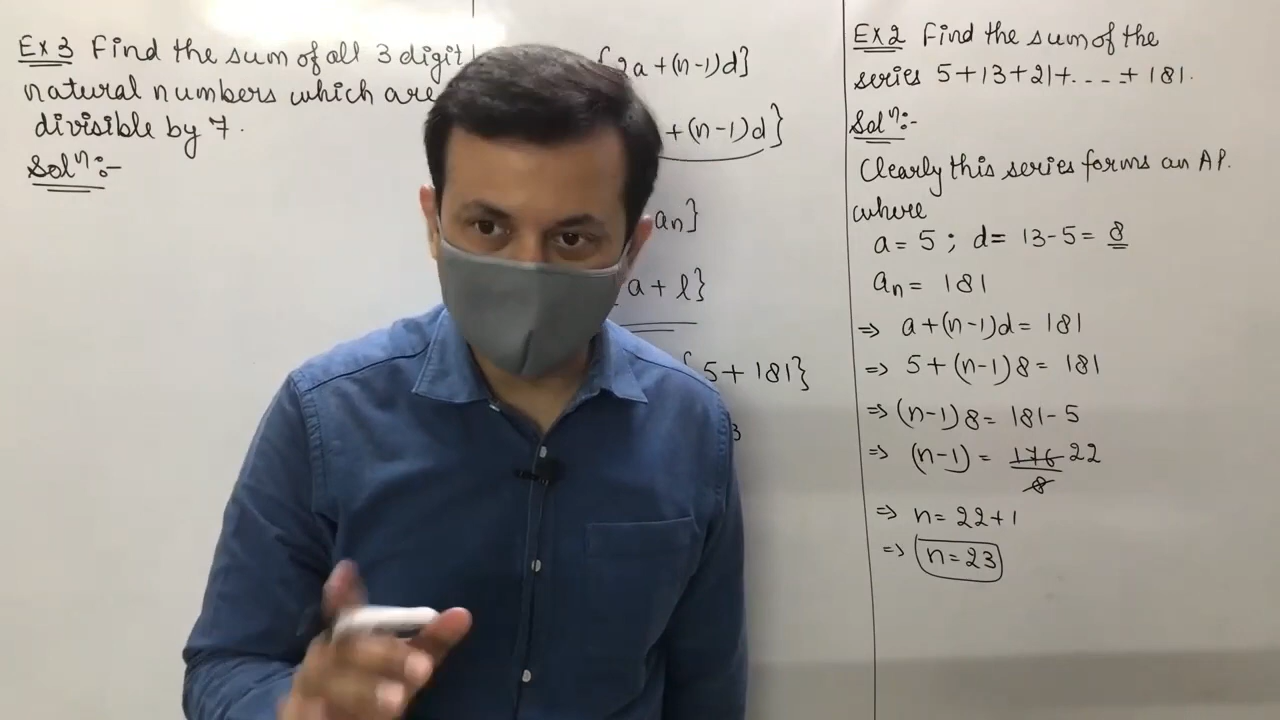 Ex 3 Find the sum of all 3 digit
natural numbers which are
divisible by 7.
Solⁿ:-
{2a+(n-1)d}
+(n-1)d}
aₙ}
a+l}
5+181}
3
Ex 2 Find the sum of the
series 5+13+21+....+181.
Solⁿ:-
Clearly this series forms an AP.
where
a=5; d= 13-5= 8
aₙ = 181
⇒ a+(n-1)d= 181
⇒ 5+(n-1)8= 181
⇒ (n-1)8= 181-5
⇒ (n-1) = 176/8 22
⇒ n= 22+1
⇒ n=23